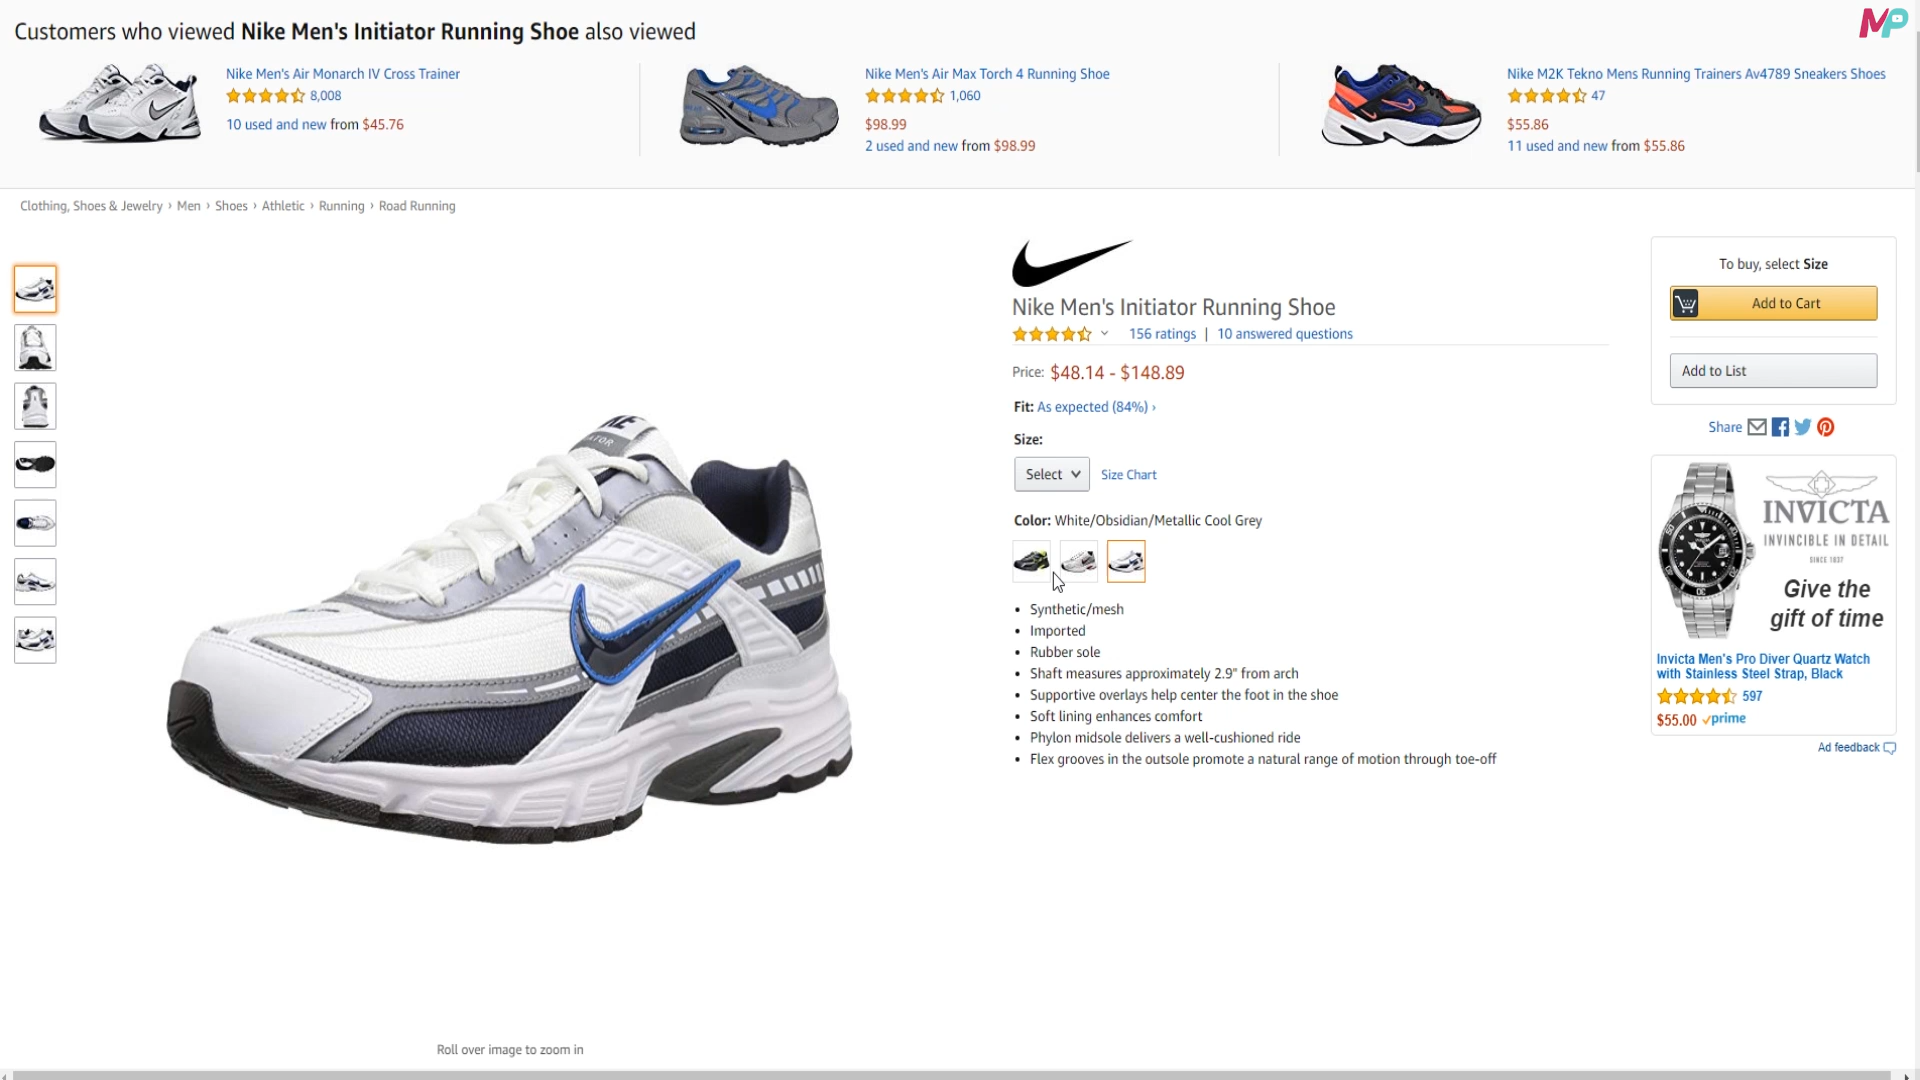 MP
Customers who viewed Nike Men's Initiator Running Shoe also viewed
Nike Men's Air Monarch IV Cross Trainer
8,008
10 used and new from $45.76
Nike Men's Air Max Torch 4 Running Shoe
1,060
$98.99
2 used and new from $98.99
Nike M2K Tekno Mens Running Trainers Av4789 Sneakers Shoes
47
$55.86
11 used and new from $55.86
Clothing, Shoes & Jewelry › Men › Shoes › Athletic › Running › Road Running
Nike Men's Initiator Running Shoe
156 ratings | 10 answered questions
Price: $48.14 - $148.89
Fit: As expected (84%) ›
Size:
Select Size Chart
Color: White/Obsidian/Metallic Cool Grey
• Synthetic/mesh
• Imported
• Rubber sole
• Shaft measures approximately 2.9" from arch
• Supportive overlays help center the foot in the shoe
• Soft lining enhances comfort
• Phylon midsole delivers a well-cushioned ride
• Flex grooves in the outsole promote a natural range of motion through toe-off
Roll over image to zoom in
To buy, select Size
Add to Cart
Add to List
Share
INVICTA
INVINCIBLE IN DETAIL
SINCE 1837
Give the
gift of time
Invicta Men's Pro Diver Quartz Watch
with Stainless Steel Strap, Black
597
$55.00 prime
Ad feedback